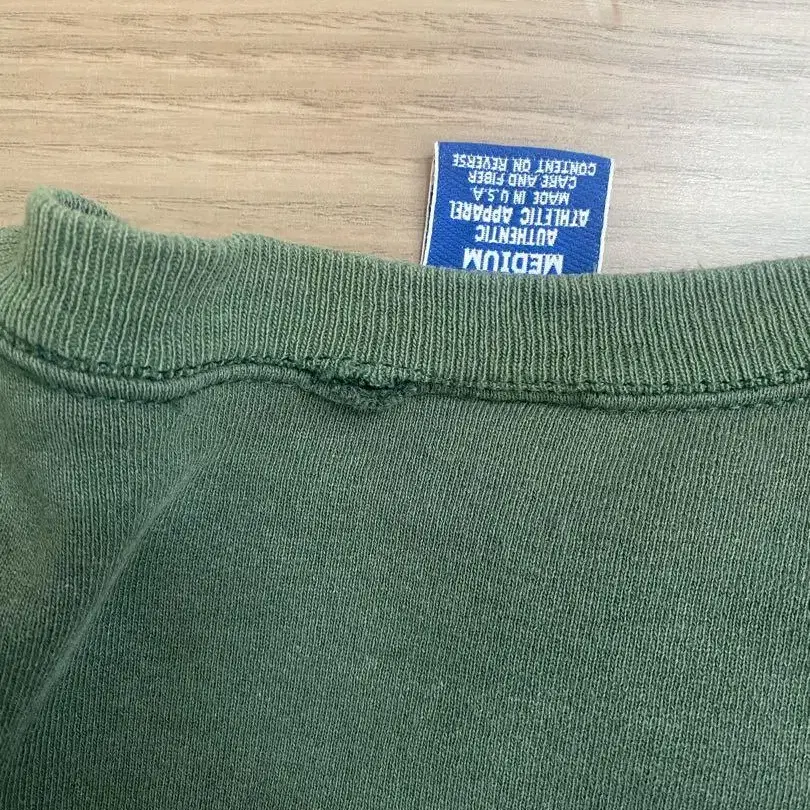 MEDIUM
AUTHENTIC
ATHLETIC APPAREL
MADE IN U.S.A.
CARE AND FIBER
CONTENT ON REVERSE